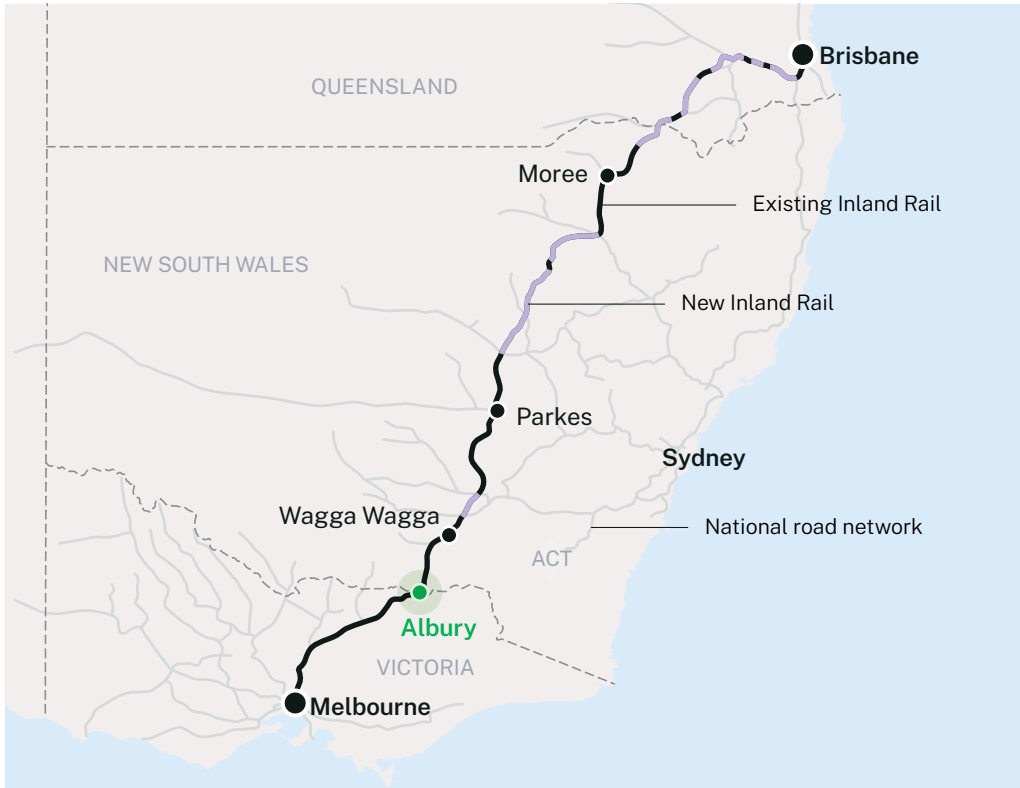 Brisbane
QUEENSLAND
Moree
Existing Inland Rail
NEW SOUTH WALES
New Inland Rail
Parkes
Sydney
Wagga Wagga
National road network
ACT
Albury
VICTORIA
Melbourne